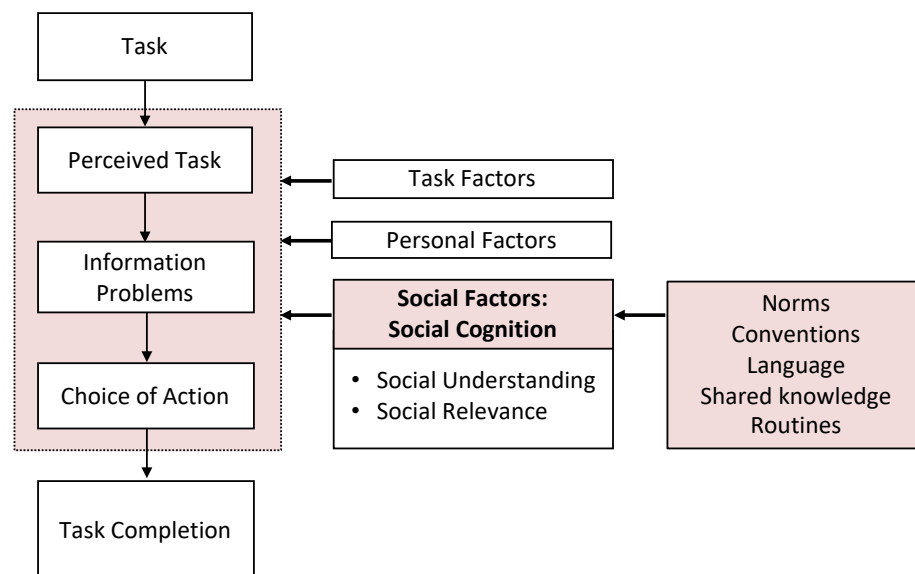 Task
Perceived Task
Information
Problems
Choice of Action
Task Completion
Task Factors
Personal Factors
Social Factors:
Social Cognition
• Social Understanding
• Social Relevance
Norms
Conventions
Language
Shared knowledge
Routines